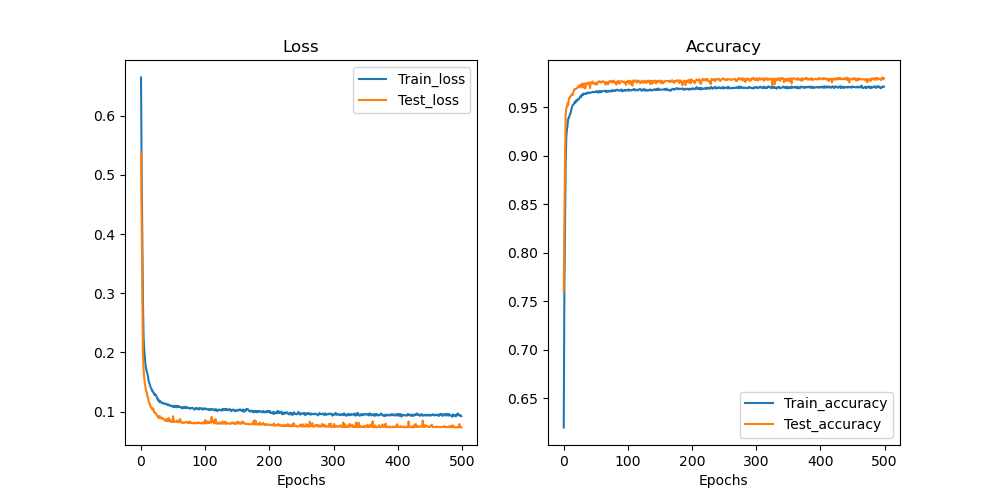 Loss
Train_loss
Test_loss
0.6
0.5
0.4
0.3
0.2
0.1
0 100 200 300 400 500
Epochs
Accuracy
0.95
0.90
0.85
0.80
0.75
0.70
0.65
Train_accuracy
Test_accuracy
0 100 200 300 400 500
Epochs